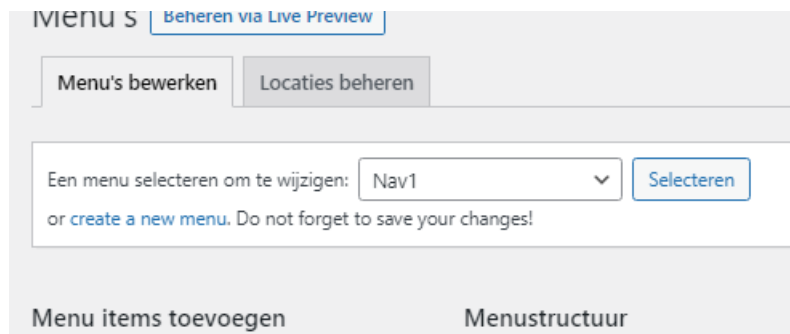 Menu's Beheren via Live Preview
Menu's bewerken Locaties beheren
Een menu selecteren om te wijzigen: Nav1 Selecteren
or create a new menu. Do not forget to save your changes!
Menu items toevoegen Menustructuur